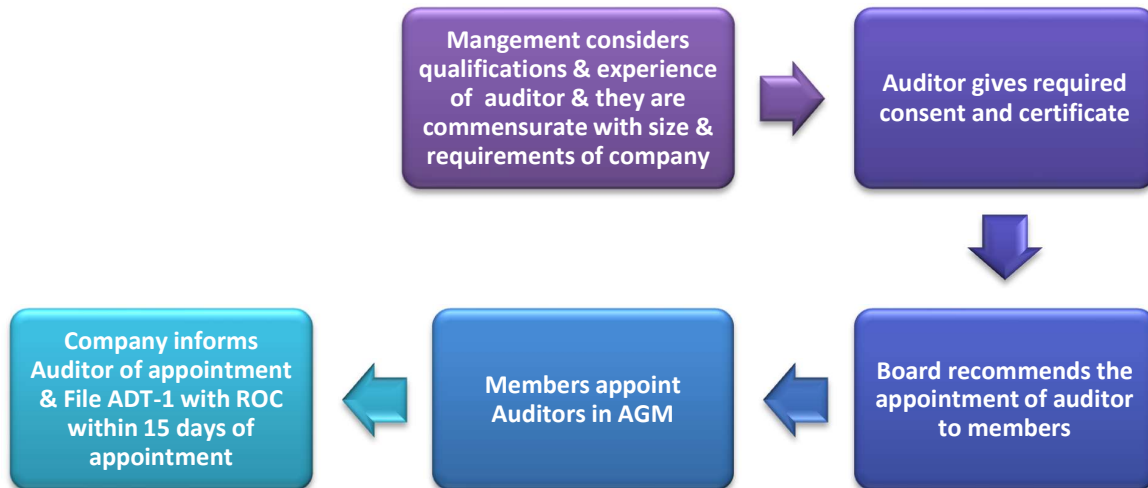 Mangement considers
qualifications & experience
of auditor & they are
commensurate with size &
requirements of company
Auditor gives required
consent and certificate
Board recommends the
appointment of auditor
to members
Members appoint
Auditors in AGM
Company informs
Auditor of appointment
& File ADT-1 with ROC
within 15 days of
appointment